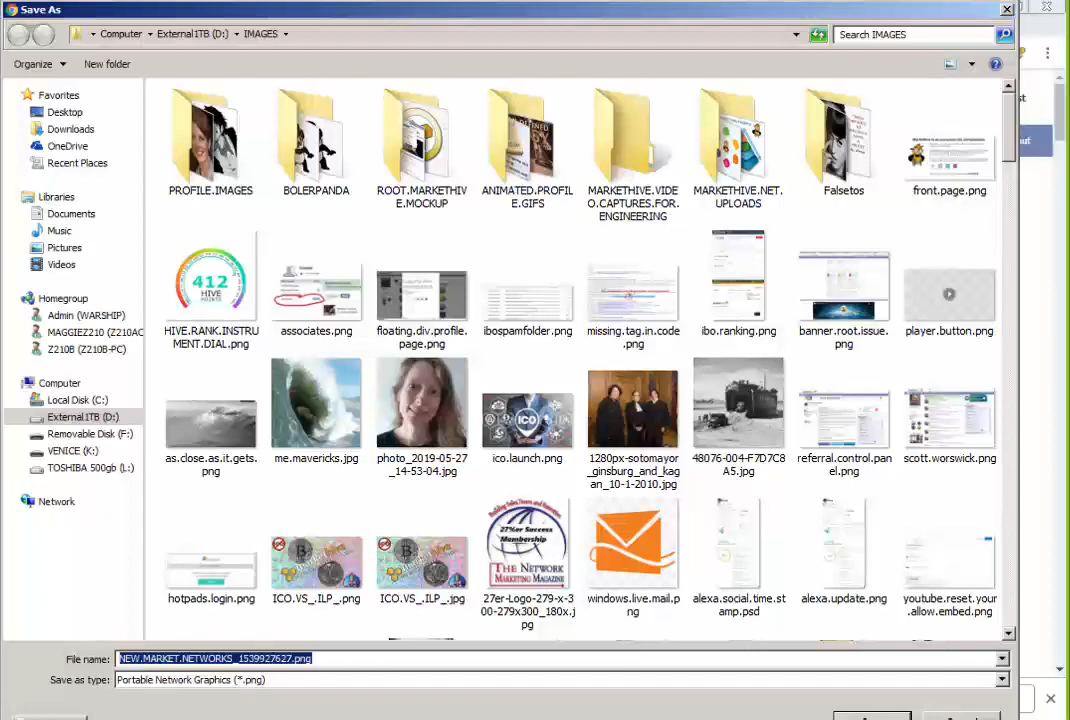 Save As
Computer External1TB (D:) IMAGES
Search IMAGES
Organize New folder
Favorites
Desktop
Downloads
OneDrive
Recent Places
Libraries
Documents
Music
Pictures
Videos
Homegroup
Admin (WARSHIP)
MAGGIEZ210 (Z210AC
Z210B (Z210B-PC)
Computer
Local Disk (C:)
External1TB (D:)
Removable Disk (F:)
VENICE (K:)
TOSHIBA 500gb (L:)
Network
PROFILE.IMAGES
BOLERPANDA
ROOT.MARKETHIV
E.MOCKUP
ANIMATED.PROFIL
E.GIFS
MARKETHIVE.VIDE
O.CAPTURES.FOR.
ENGINEERING
MARKETHIVE.NET.
UPLOADS
Falsetos
front.page.png
412
HIVE
POINTS
HIVE.RANK.INSTRU
MENT.DIAL.png
associates.png
floating.div.profile.
page.png
ibospamfolder.png
missing.tag.in.code
.png
ibo.ranking.png
banner.root.issue.
png
player.button.png
as.close.as.it.gets.
png
me.mavericks.jpg
photo_2019-05-27
_14-53-04.jpg
ICO
ico.launch.png
1280px-sotomayor
_ginsburg_and_kag
an_10-1-2010.jpg
48076-004-F7D7C8
A5.jpg
referral.control.pan
el.png
scott.worswick.png
hotpads.login.png
ICO.VS_.ILP_.png
ICO.VS_.ILP_.jpg
27%er Success
Membership
THE NETWORK
MARKETING MAGAZINE
27er-Logo-279-x-3
00-279x300_180x.j
pg
windows.live.mail.p
ng
alexa.social.time.st
amp.psd
alexa.update.png
youtube.reset.your
.allow.embed.png
File name: NEW.MARKET.NETWORKS_1539927627.png
Save as type: Portable Network Graphics (*.png)